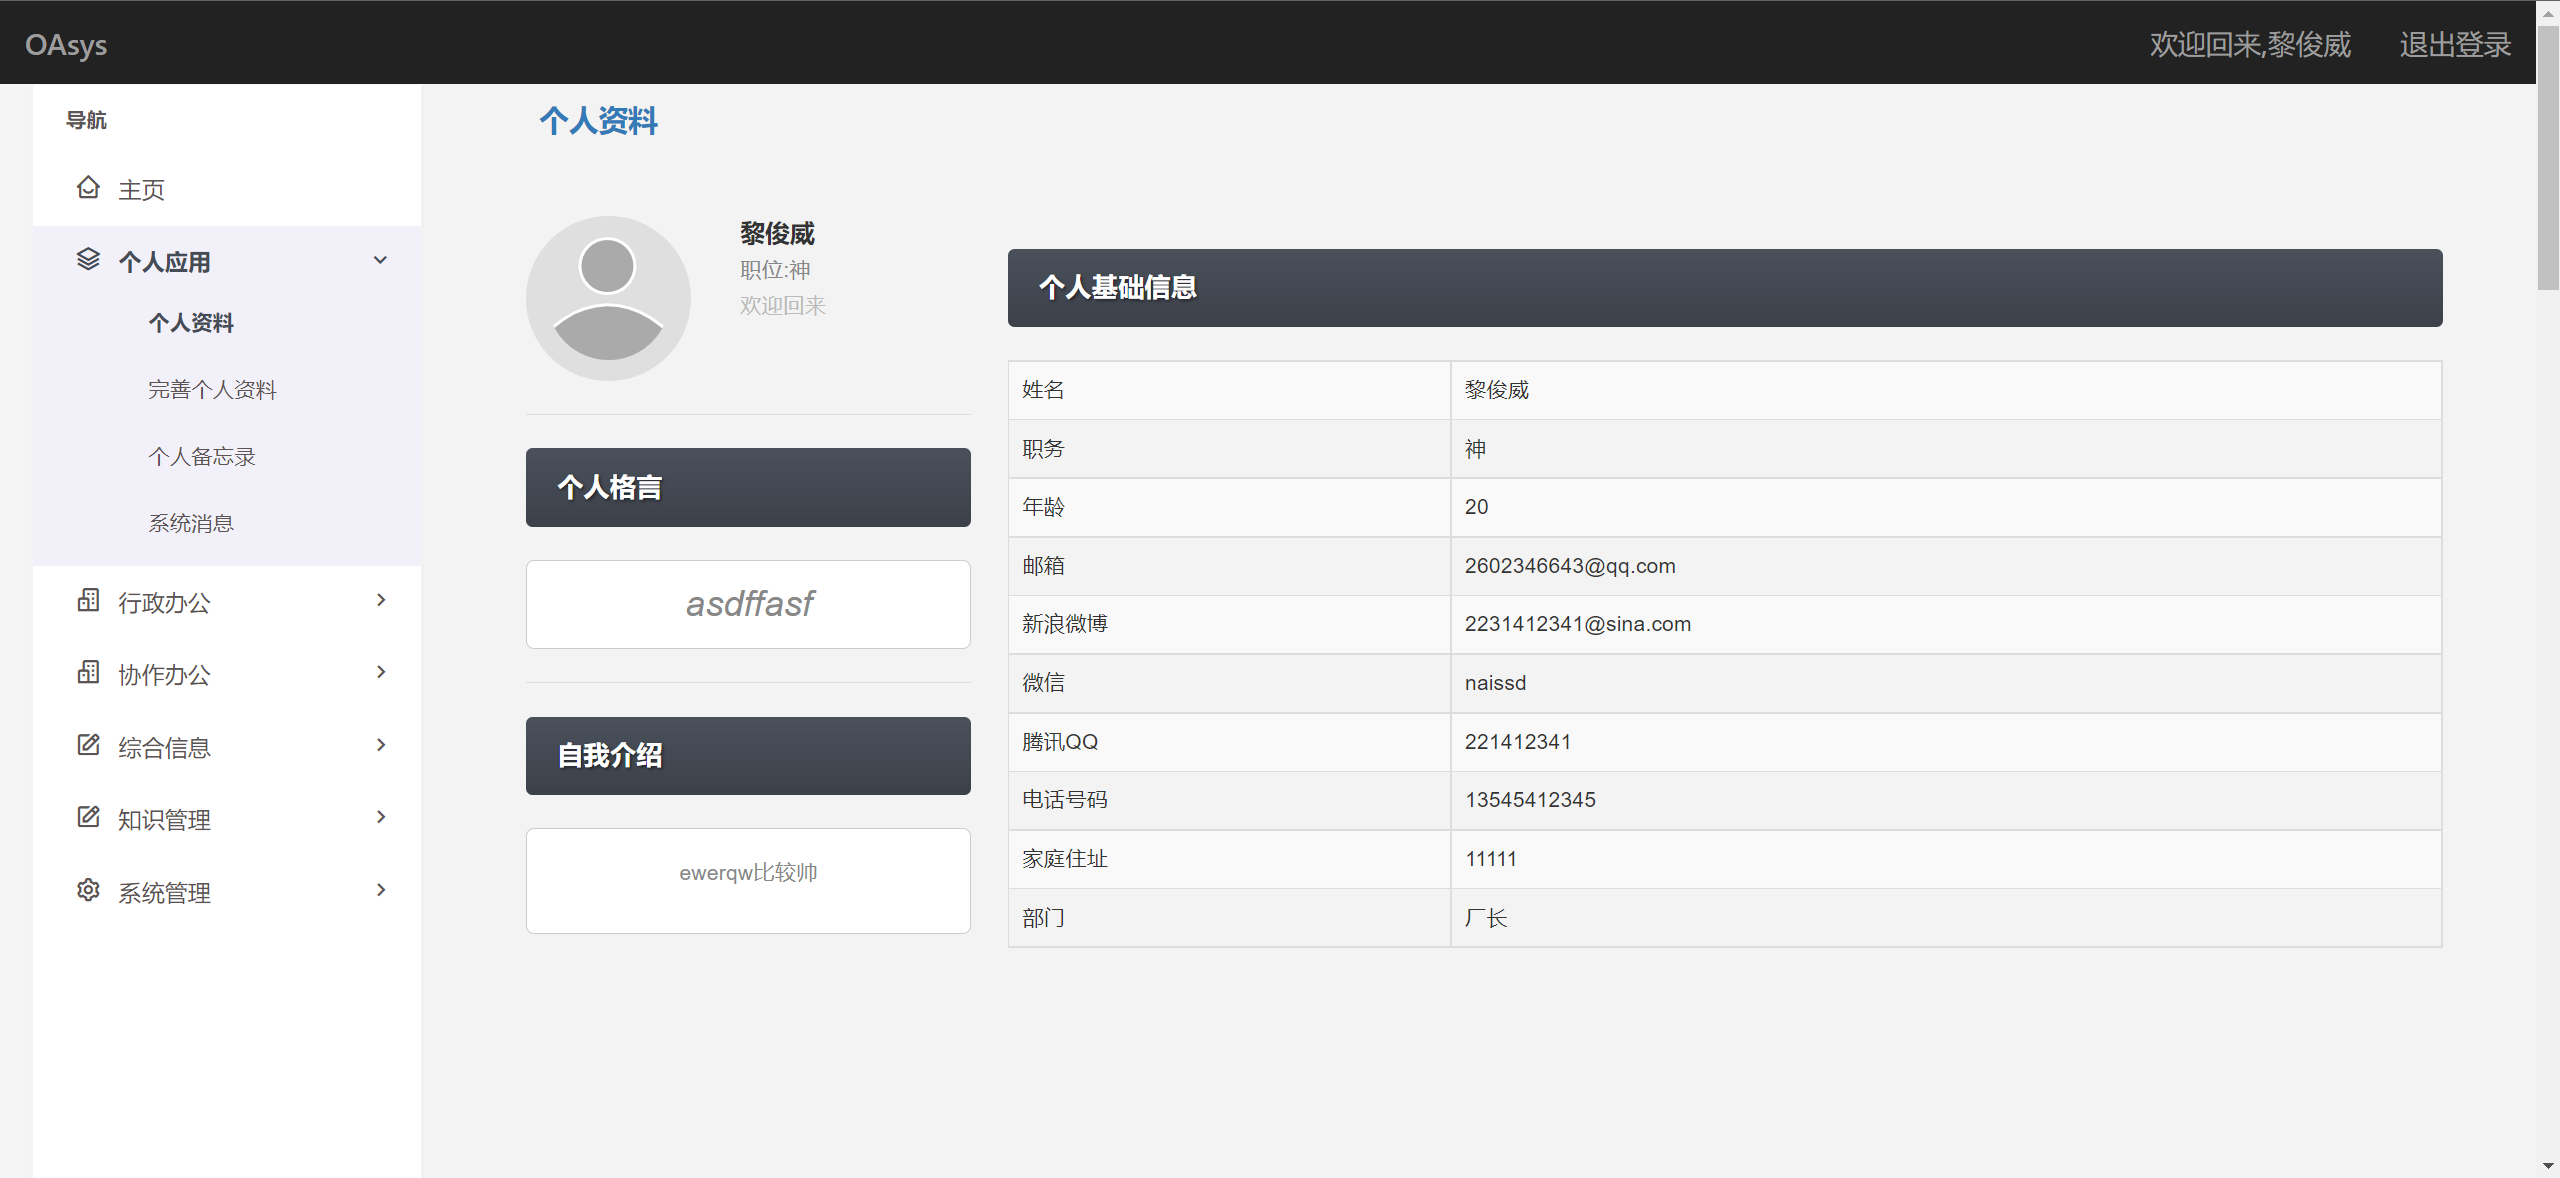 OAsys
欢迎回来,黎俊威 退出登录
导航
主页
个人应用
个人资料
完善个人资料
个人备忘录
系统消息
行政办公
协作办公
综合信息
知识管理
系统管理
个人资料
黎俊威
职位:神
欢迎回来
个人格言
asdffasf
自我介绍
ewerqw比较帅
个人基础信息
姓名 黎俊威
职务 神
年龄 20
邮箱 2602346643@qq.com
新浪微博 2231412341@sina.com
微信 naissd
腾讯QQ 221412341
电话号码 13545412345
家庭住址 11111
部门 厂长